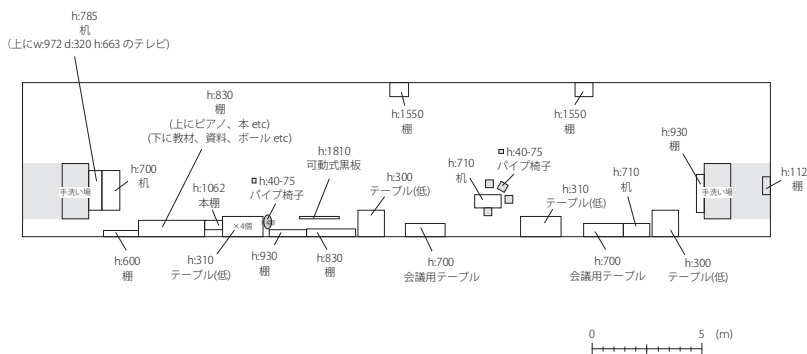 h:785
机
(上にw:972 d:320 h:663 のテレビ)
h:830
棚
(上にピアノ、本 etc)
(下に教材、資料、ボール etc)
h:1550
棚
h:1550
棚
h:700
机
h:1062
本棚
h:40-75
パイプ椅子
h:1810
可動式黒板
h:300
テーブル(低)
h:710
机
h:40-75
パイプ椅子
h:310
テーブル(低)
h:710
机
h:930
棚
h:112
棚
手洗い場
手洗い場
×4個
h:600
棚
h:310
テーブル(低)
h:930
棚
h:830
棚
h:700
会議用テーブル
h:700
会議用テーブル
h:300
テーブル(低)
0
5
(m)